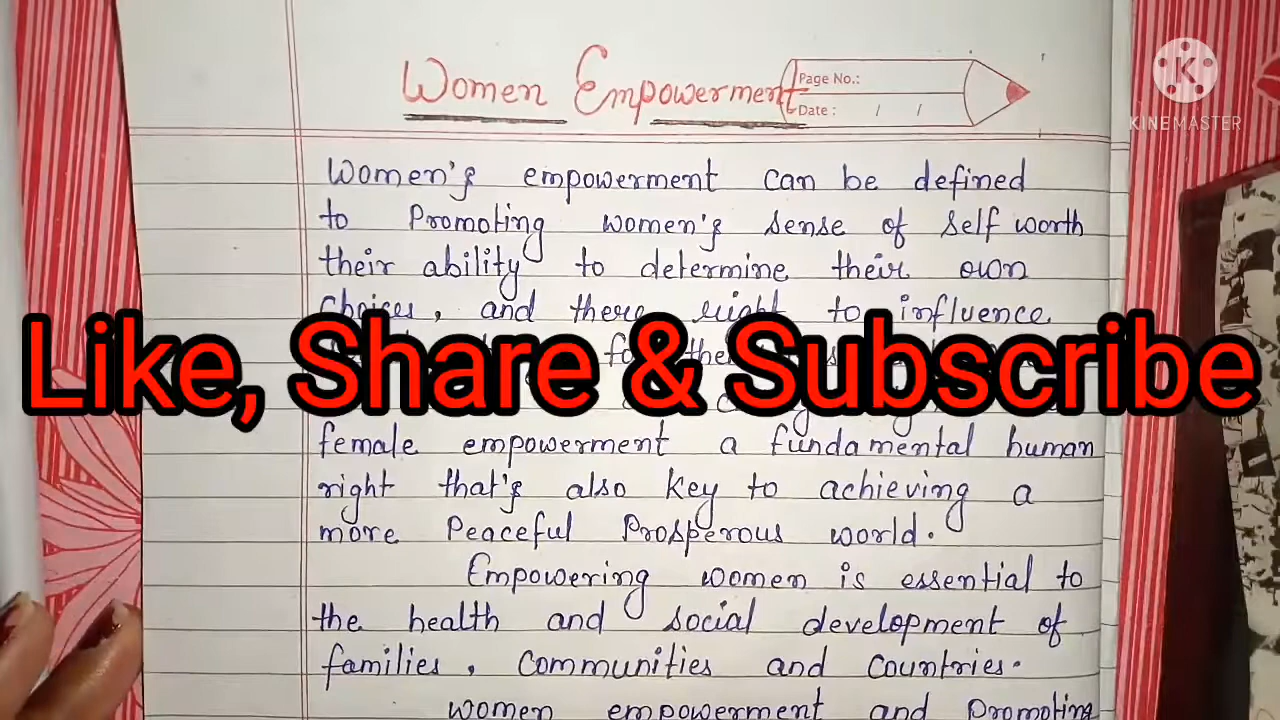 Women Empowerment
Page No.:
Date : / /
KINEMASTER
Women's empowerment can be defined
to Promoting women's sense of self worth
their ability to determine their own
choices, and there right to influence
for
Like, Share & Subscribe
female empowerment a fundamental human
right that's also key to achieving a
more Peaceful Prosperous world.
Empowering women is essential to
the health and social development of
families, communities and countries.
women empowerment and Promoting